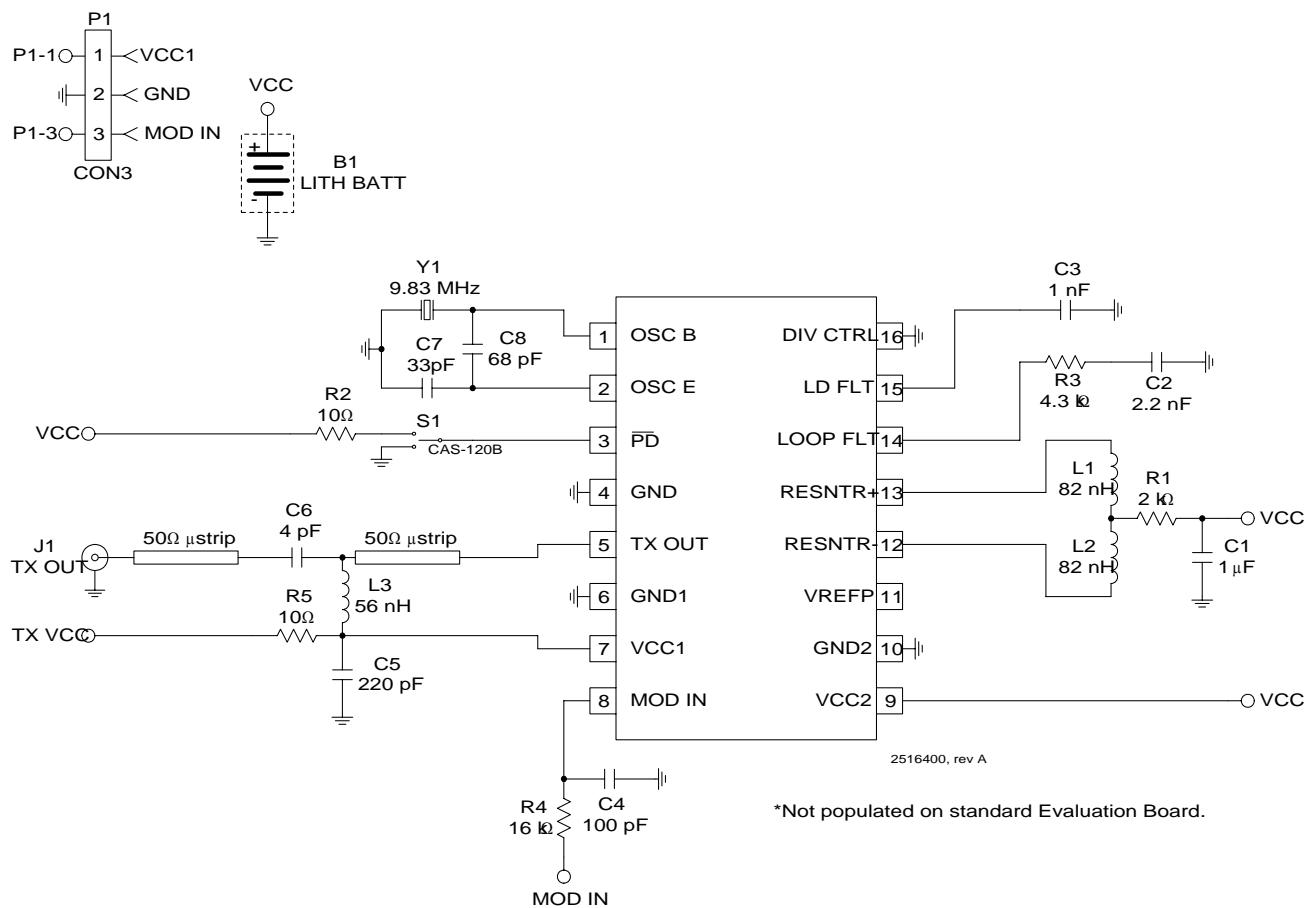 P1
P1-1
1
VCC1
2
GND
P1-3
3
MOD IN
CON3
VCC
+
-
B1
LITH BATT
Y1
9.83 MHz
C7
33pF
C8
68 pF
R2
10Ω
VCC
S1
CAS-120B
C6
4 pF
J1
TX OUT
50Ω μstrip
50Ω μstrip
L3
56 nH
R5
10Ω
TX VCC
C5
220 pF
1 OSC B
2 OSC E
3 PD
4 GND
5 TX OUT
6 GND1
7 VCC1
8 MOD IN
DIV CTRL 16
LD FLT 15
LOOP FLT 14
RESNTR+ 13
RESNTR- 12
VREFP 11
GND2 10
VCC2 9
C3
1 nF
R3
4.3 kΩ
C2
2.2 nF
L1
82 nH
R1
2 kΩ
VCC
L2
82 nH
C1
1 μF
VCC
2516400, rev A
R4
16 kΩ
C4
100 pF
MOD IN
*Not populated on standard Evaluation Board.